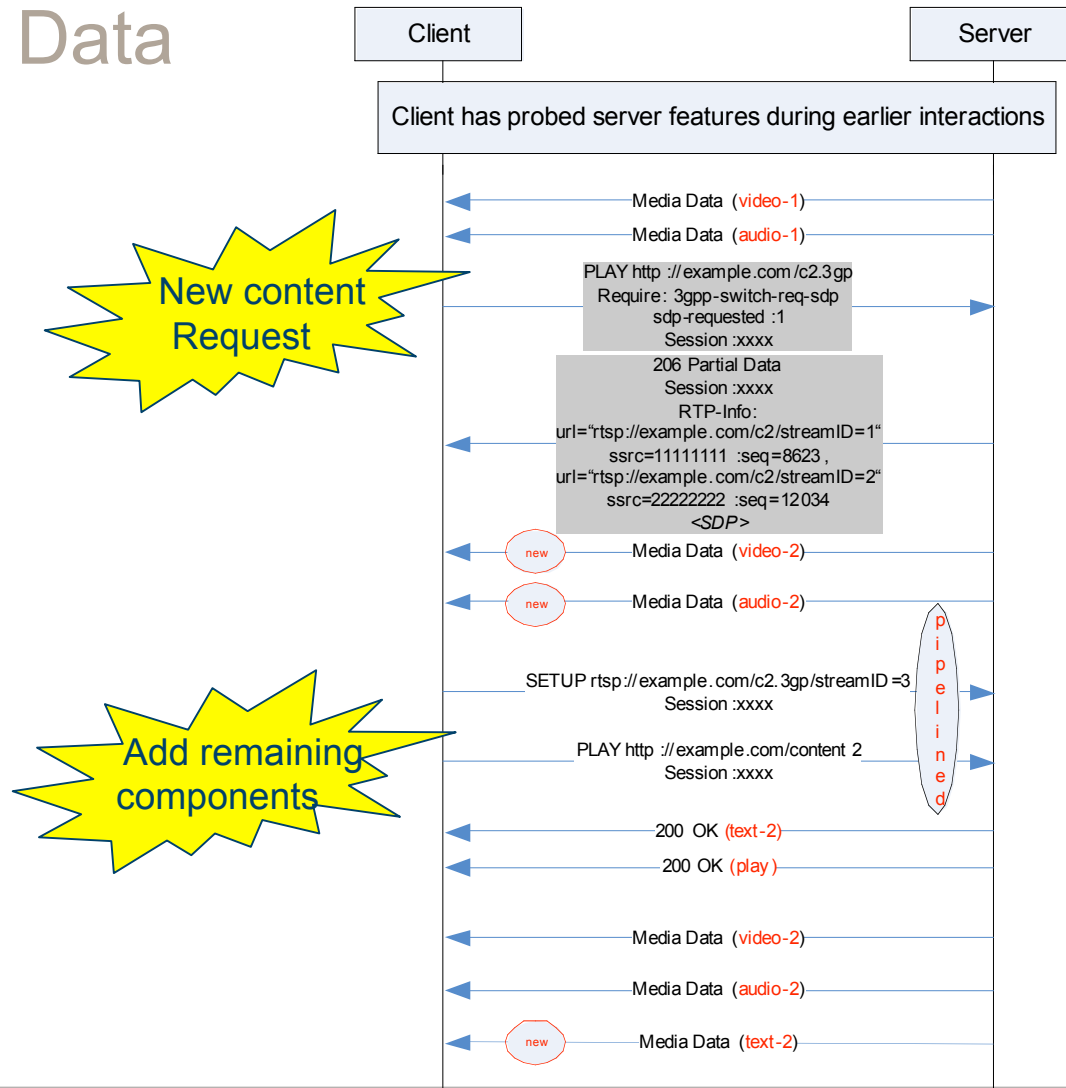 Data
Client
Server
Client has probed server features during earlier interactions
Media Data (video-1)
Media Data (audio-1)
New content
Request
PLAY http ://example.com/c2.3gp
Require: 3gpp-switch-req-sdp
sdp-requested :1
Session :xxxx
206 Partial Data
Session :xxxx
RTP-Info:
url=“rtsp://example.com/c2/streamID=1“
ssrc=11111111 :seq=8623 ,
url=“rtsp://example.com/c2/streamID=2“
ssrc=22222222 :seq=12034
<SDP>
new
Media Data (video-2)
new
Media Data (audio-2)
pipelined
SETUP rtsp://example.com/c2.3gp/streamID=3
Session :xxxx
Add remaining
components
PLAY http ://example.com/content 2
Session :xxxx
200 OK (text-2)
200 OK (play)
Media Data (video-2)
Media Data (audio-2)
new
Media Data (text-2)